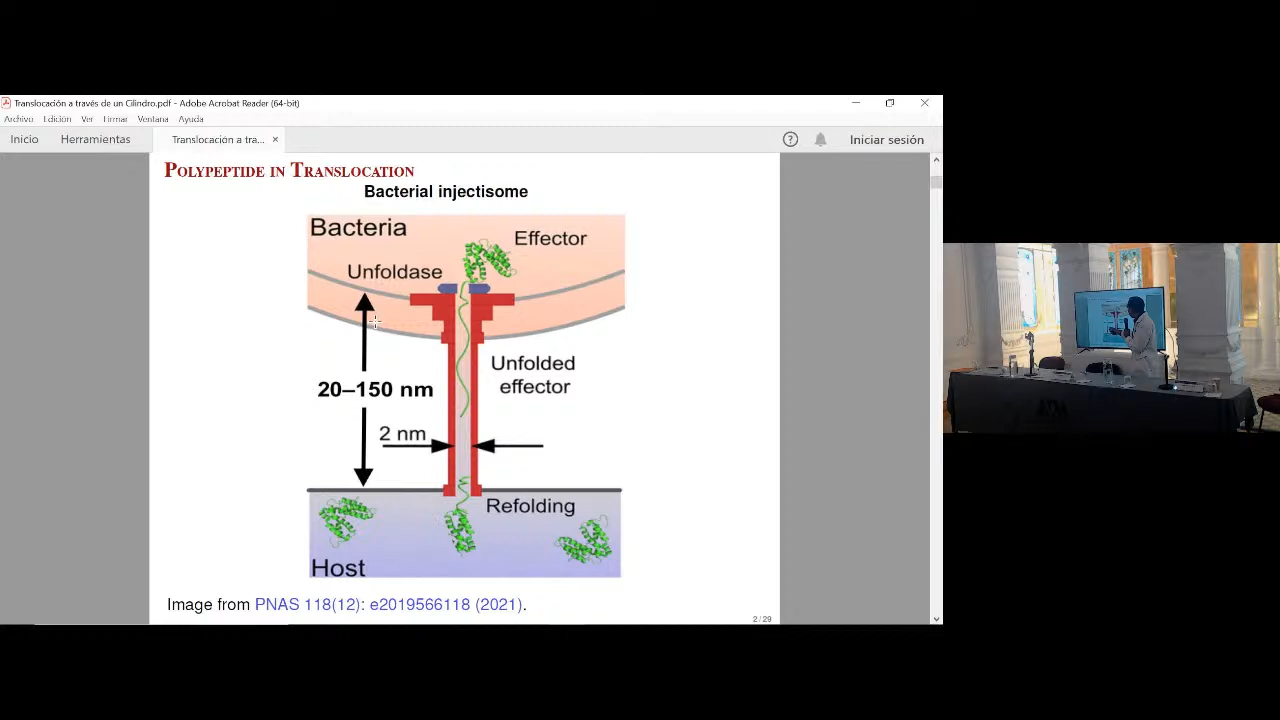 Translocación a través de un Cilindro.pdf - Adobe Acrobat Reader (64-bit)
Archivo Edición Ver Firmar Ventana Ayuda
Inicio Herramientas Translocación a tra... × Iniciar sesión
POLYPEPTIDE IN TRANSLOCATION
Bacterial injectisome
Bacteria
Effector
Unfoldase
Unfolded
effector
20–150 nm
2 nm
Refolding
Host
Image from PNAS 118(12): e2019566118 (2021).
2 / 29